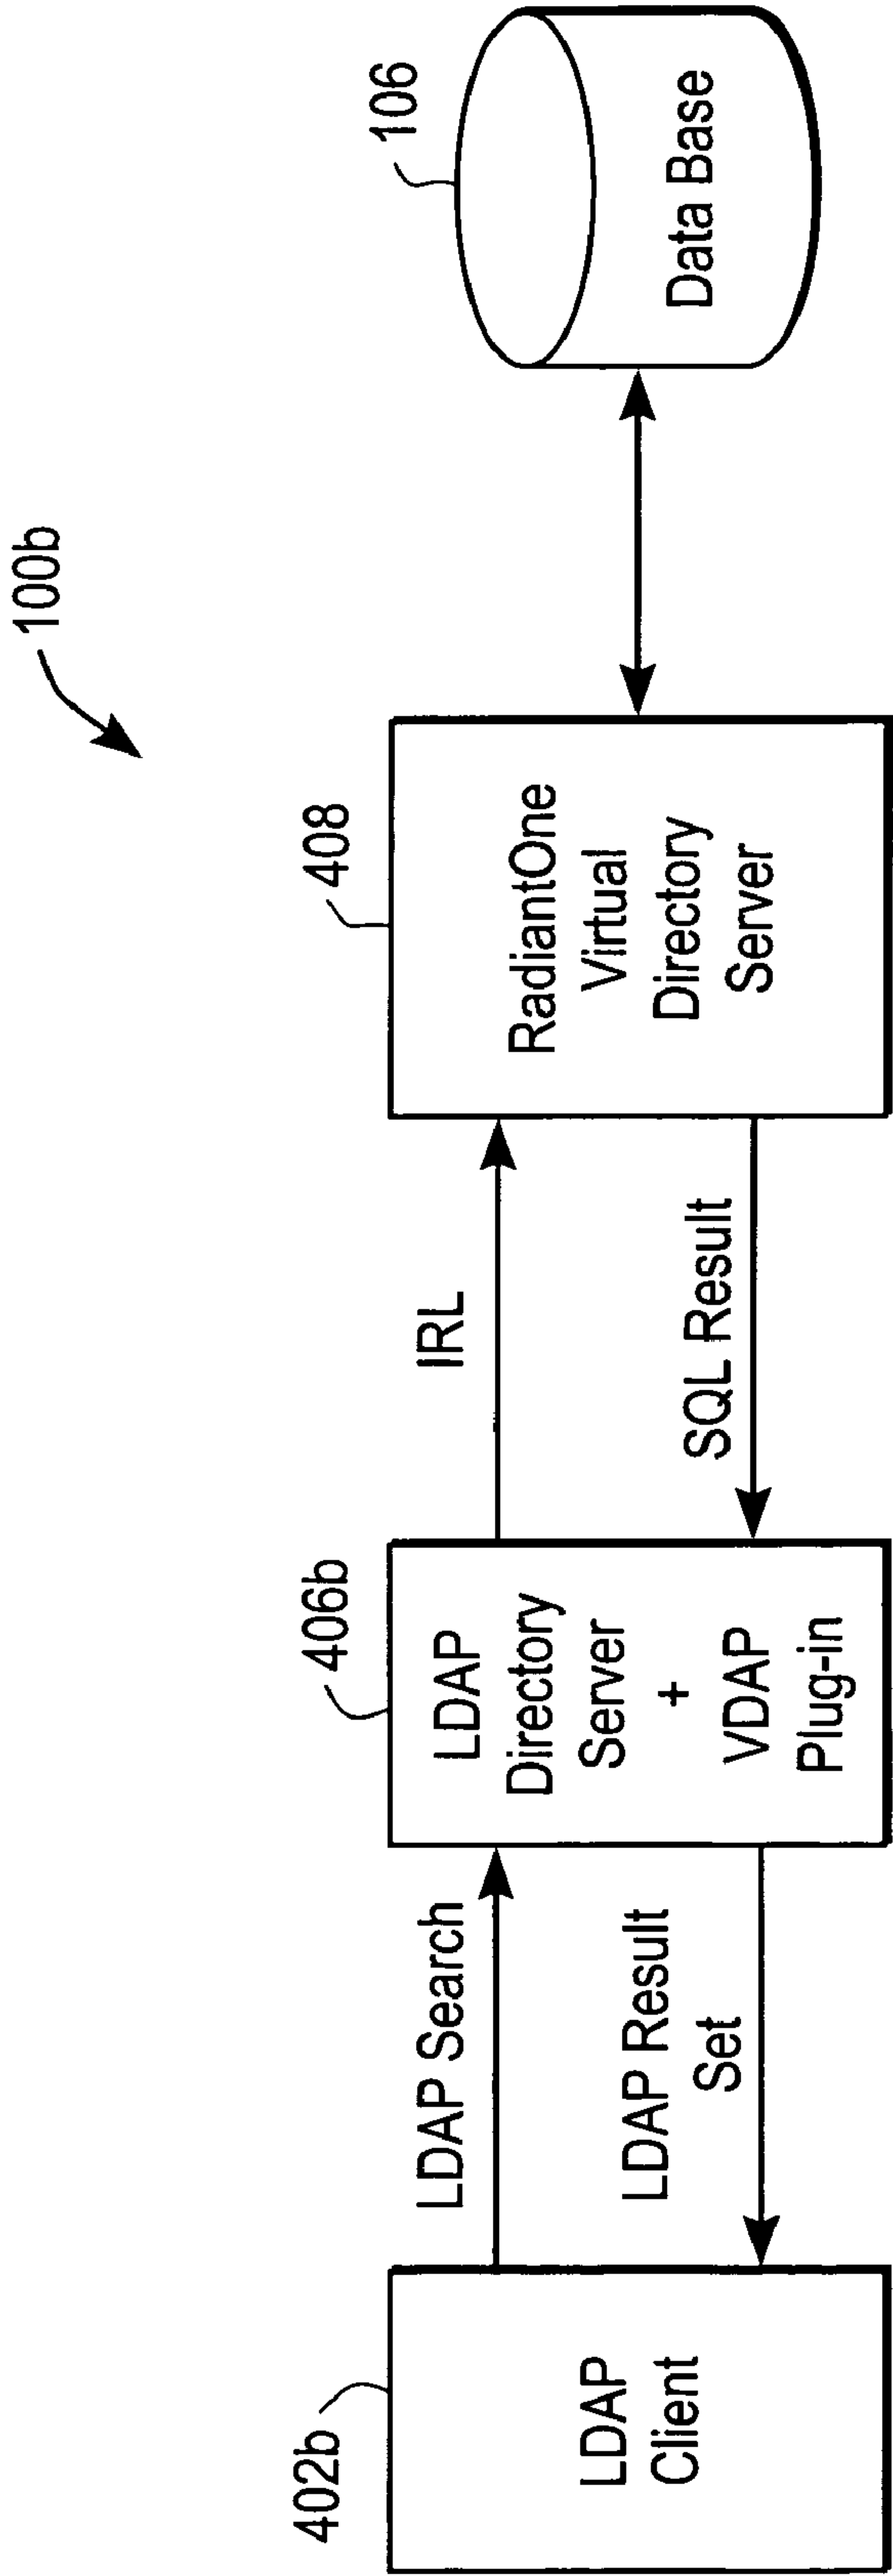 100b
402b
LDAP
Client
LDAP Search
LDAP Result
Set
406b
LDAP
Directory
Server
+
VDAP
Plug-in
IRL
SQL Result
408
RadiantOne
Virtual
Directory
Server
106
Data Base